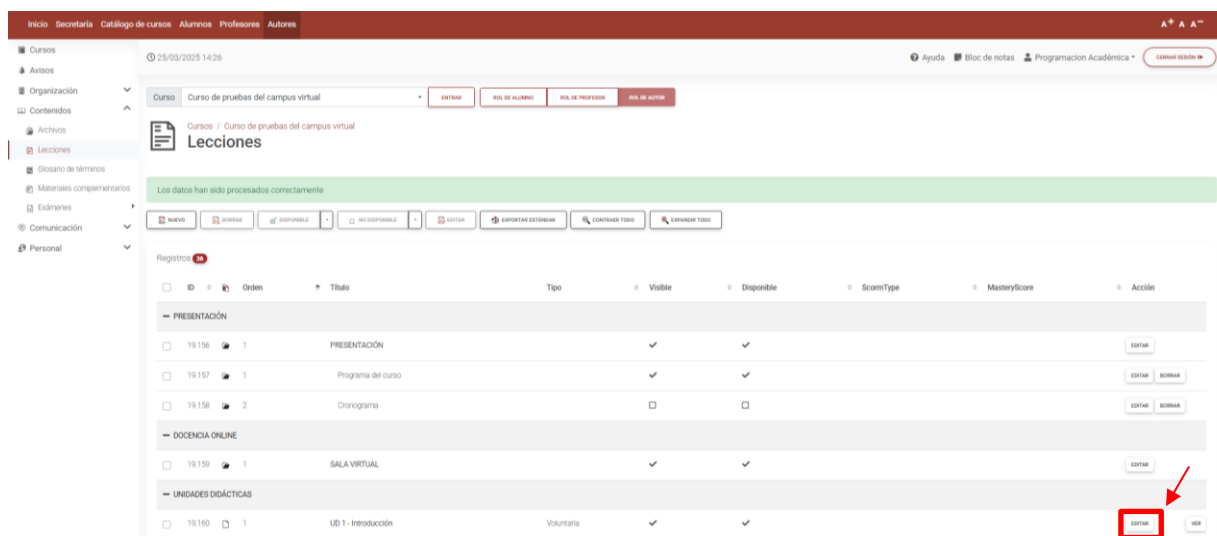 Inicio Secretaría Catálogo de cursos Alumnos Profesores Autores A+ A A-
Cursos
25/03/2025 14:26 Ayuda Bloc de notas Programacion Académica CERRAR SESIÓN
Avisos
Organización
Curso Curso de pruebas del campus virtual ENTRAR ROL DE ALUMNO ROL DE PROFESOR ROL DE AUTOR
Contenidos
Archivos
Cursos / Curso de pruebas del campus virtual
Lecciones
Lecciones
Glosario de términos
Materiales complementarios
Los datos han sido procesados correctamente
Exámenes
NUEVO BORRAR DISPONIBLE NO DISPONIBLE EDITAR EXPORTAR ESTÁNDAR CONTRAER TODO EXPANDIR TODO
Comunicación
Personal
Registros 38
ID Orden Título Tipo Visible Disponible ScormType MasteryScore Acción
PRESENTACIÓN
19.156 1 PRESENTACIÓN EDITAR
19.157 1 Programa del curso EDITAR BORRAR
19.158 2 Cronograma EDITAR BORRAR
DOCENCIA ONLINE
19.159 1 SALA VIRTUAL EDITAR
UNIDADES DIDÁCTICAS
19.160 1 UD 1 - Introducción Voluntaria EDITAR VER